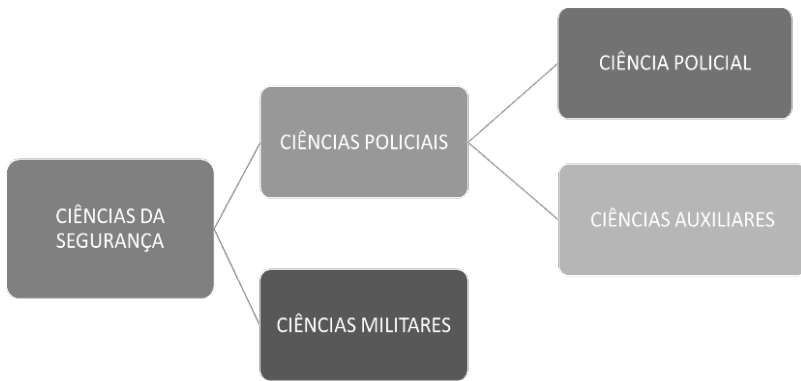 CIÊNCIAS DA
SEGURANÇA
CIÊNCIAS POLICIAIS
CIÊNCIAS MILITARES
CIÊNCIA POLICIAL
CIÊNCIAS AUXILIARES